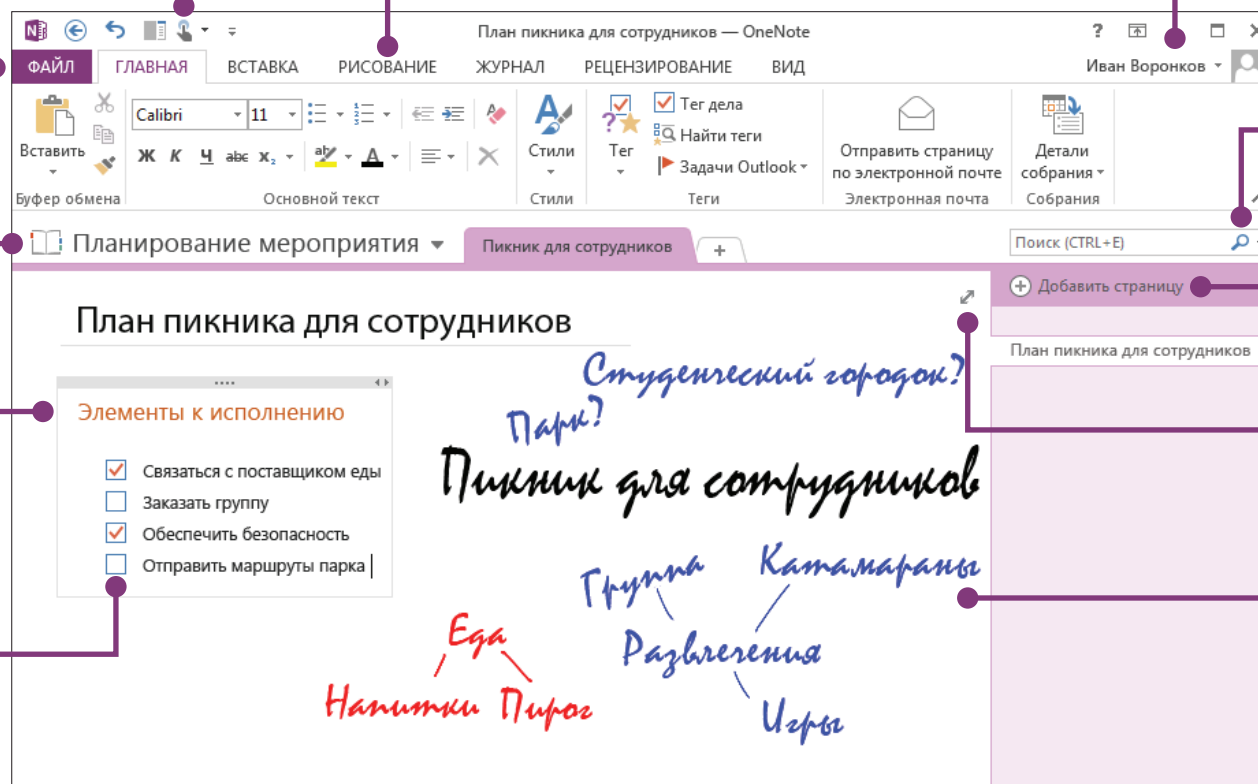 План пикника для сотрудников — OneNote
?
ФАЙЛ ГЛАВНАЯ ВСТАВКА РИСОВАНИЕ ЖУРНАЛ РЕЦЕНЗИРОВАНИЕ ВИД
Иван Воронков
Calibri 11
Вставить
Ж К Ч abc x₂ aby A
Стили
Тег
Тег дела
Найти теги
Задачи Outlook
Отправить страницу
по электронной почте
Детали
собрания
Буфер обмена Основной текст Стили Теги Электронная почта Собрания
Планирование мероприятия
Пикник для сотрудников
+
Поиск (CTRL+E)
Добавить страницу
План пикника для сотрудников
План пикника для сотрудников
Элементы к исполнению
Связаться с поставщиком еды
Заказать группу
Обеспечить безопасность
Отправить маршруты парка
Студенческий городок?
Парк?
Пикник для сотрудников
Группа Катамараны
Развлечения
Игры
Еда
Напитки Пирог